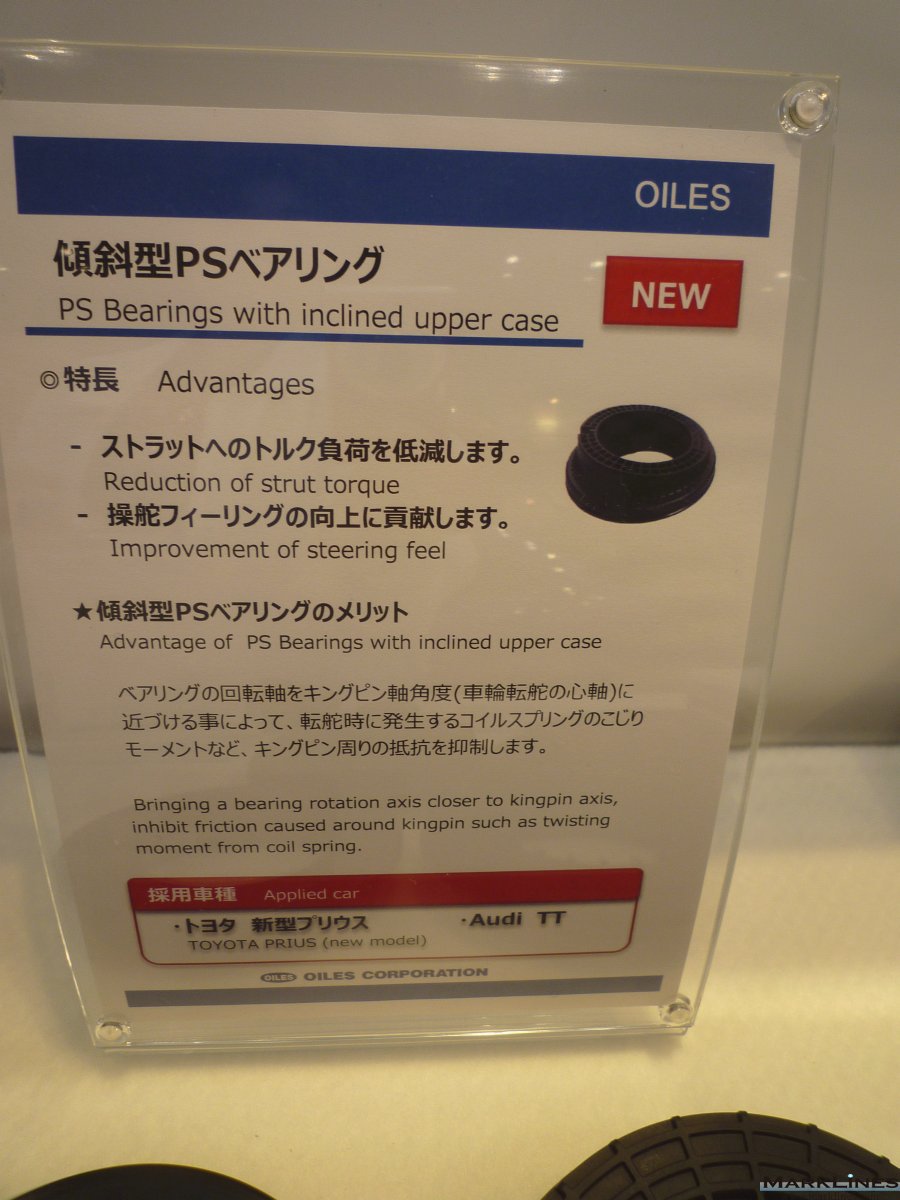 OILES
傾斜型PSベアリング
NEW
PS Bearings with inclined upper case
◎特長 Advantages
- ストラットへのトルク負荷を低減します。
Reduction of strut torque
- 操舵フィーリングの向上に貢献します。
Improvement of steering feel
★傾斜型PSベアリングのメリット
Advantage of PS Bearings with inclined upper case
ベアリングの回転軸をキングピン軸角度(車輪転舵の心軸)に
近づける事によって、転舵時に発生するコイルスプリングのこじり
モーメントなど、キングピン周りの抵抗を抑制します。
Bringing a bearing rotation axis closer to kingpin axis,
inhibit friction caused around kingpin such as twisting
moment from coil spring.
採用車種 Applied car
・トヨタ 新型プリウス ・Audi TT
TOYOTA PRIUS (new model)
OILES OILES CORPORATION
MARKLINES